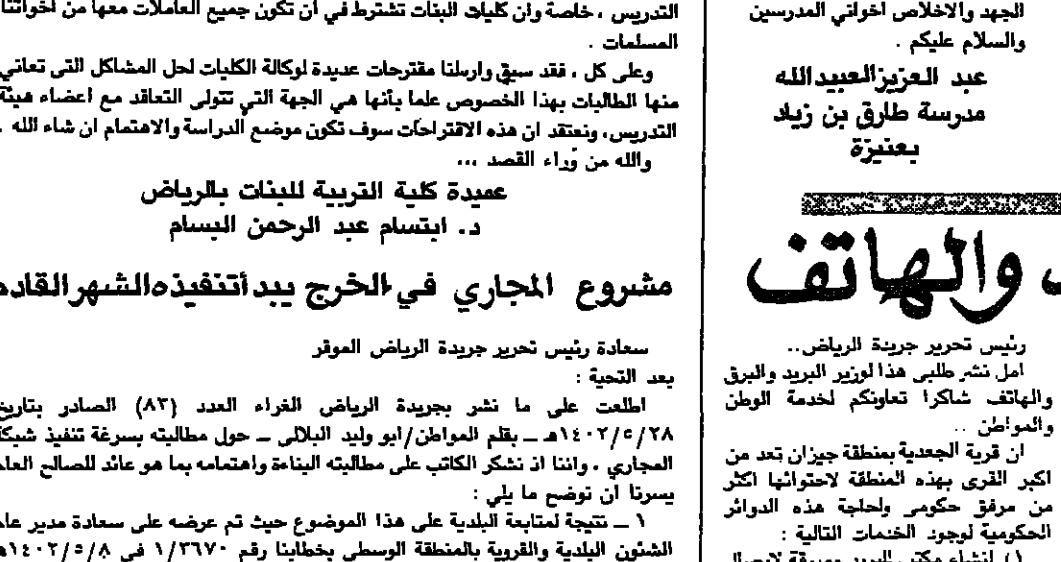 الجهد والاخلاص اخواني المدرسين
والسلام عليكم .
عبد العزيز العبيد الله
مدرسة طارق بن زياد
بعنيزة
والهاتف
رئيس تحرير جريدة الرياض ..
امل نشر طلبي هذا لوزير البريد والبرق
والهاتف شاكرا تعاونكم لخدمة الوطن
والمواطن ..
ان قرية الجعدية بمنطقة جيزان تعد من
اكبر القرى بهذه المنطقة لاحتوائها اكثر
من مرفق حكومي ولحاجة هذه الدوائر
الحكومية لوجود الخدمات التالية :
التدريس ، خاصة وان كليات البنات تشترط في ان تكون جميع العاملات معها من اخواتنا
المسلمات .
وعلى كل ، فقد سبق وارسلنا مقترحات عديدة لوكالة الكليات لحل المشاكل التي تعاني
منها الطالبات بهذا الخصوص علما بأنها هي الجهة التي تتولى التعاقد مع اعضاء هيئة
التدريس، ونعتقد ان هذه الاقتراحات سوف تكون موضع الدراسة والاهتمام ان شاء الله .
والله من وراء القصد ...
عميدة كلية التربية للبنات بالرياض
د. ابتسام عبد الرحمن البسام
مشروع المجاري في الخرج يبدأ تنفيذه الشهر القاد
سعادة رئيس تحرير جريدة الرياض الموقر
بعد التحية :
اطلعت على ما نشر بجريدة الرياض الغراء العدد (٨٣) الصادر بتاريخ
١٤٠٢/٥/٢٨هـ ــ بقلم المواطن/ابو وليد البلالي ــ حول مطالبته بسرعة تنفيذ شبكة
المجاري ، واننا اذ نشكر الكاتب على مطالبته البناءة واهتمامه بما هو عائد للصالح العا
يسرنا ان نوضح ما يلي :
١ ــ نتيجة لمتابعة البلدية على هذا الموضوع حيث تم عرضه على سعادة مدير عا
الشئون البلدية والقروية بالمنطقة الوسطى بخطابنا رقم ١/٣٦٧٠ في ١٤٠٢/٥/٨هـ